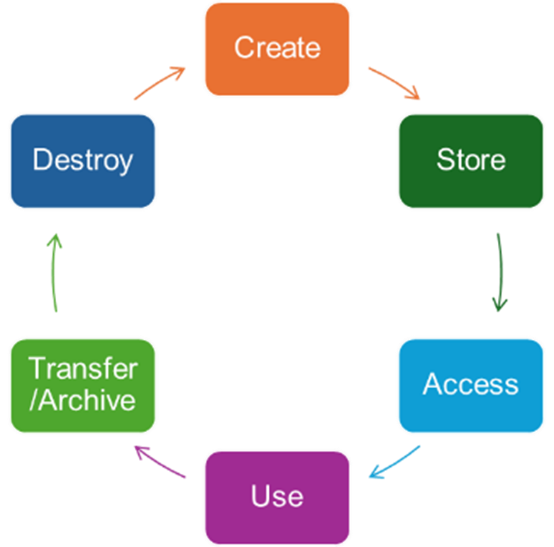 Create
Store
Access
Use
Transfer
/Archive
Destroy